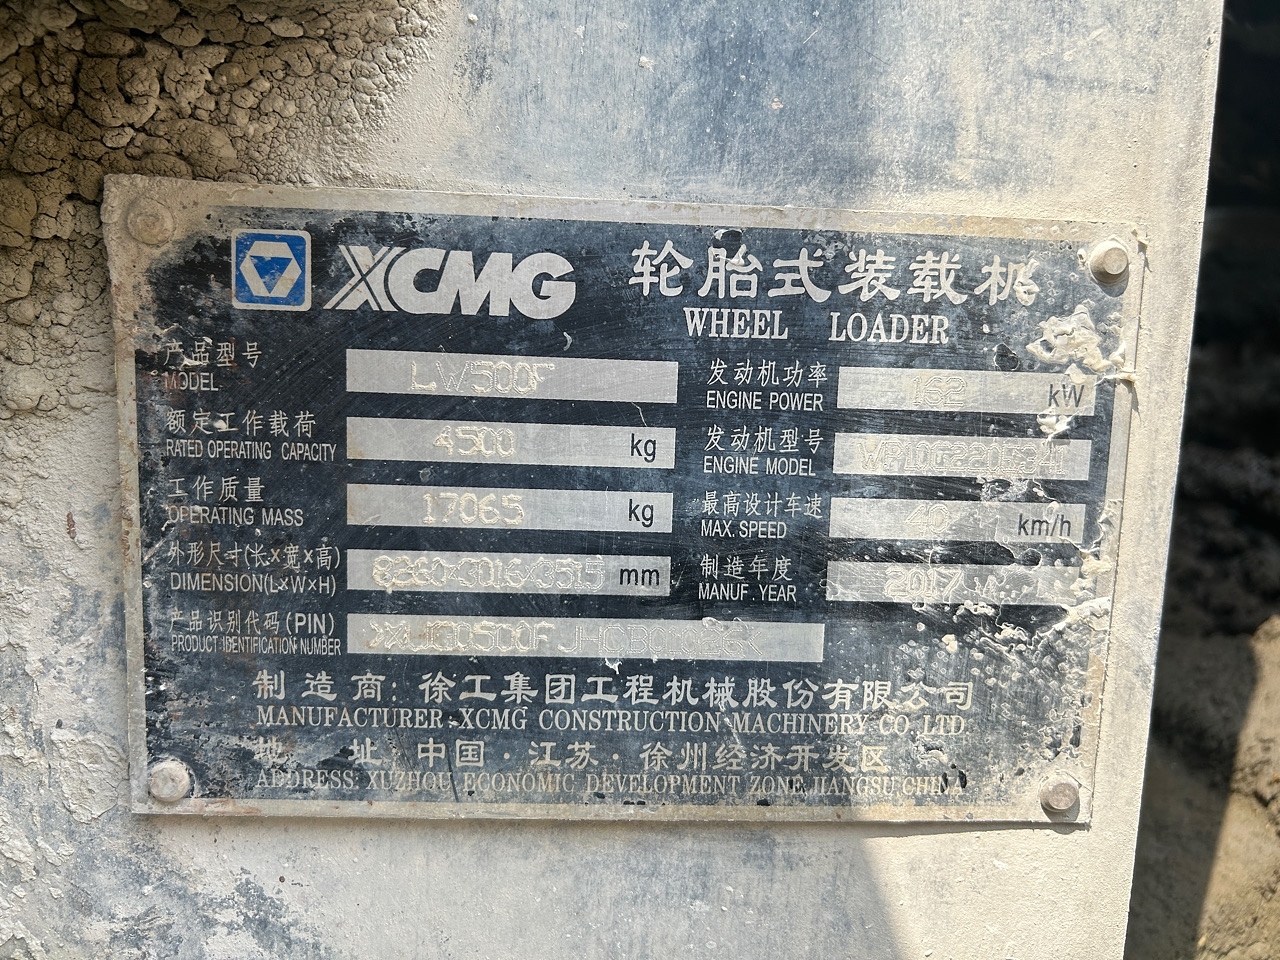 XCMG 轮胎式装载机
WHEEL LOADER
产品型号 LW500F
MODEL
发动机功率 162 kW
ENGINE POWER
额定工作载荷 4500 kg
RATED OPERATING CAPACITY
发动机型号
ENGINE MODEL
工作质量 17065 kg
OPERATING MASS
最高设计车速 40 km/h
MAX. SPEED
外形尺寸(长×宽×高) 8260×3016×3515 mm
DIMENSION(L×W×H)
制造年度 2017
MANUF. YEAR
产品识别代码(PIN)
PRODUCT IDENTIFICATION NUMBER
制造商: 徐工集团工程机械股份有限公司
MANUFACTURER:XCMG CONSTRUCTION MACHINERY CO.,LTD.
地 址 中国·江苏·徐州经济开发区
ADDRESS: XUZHOU ECONOMIC DEVELOPMENT ZONE,JIANGSU,CHINA